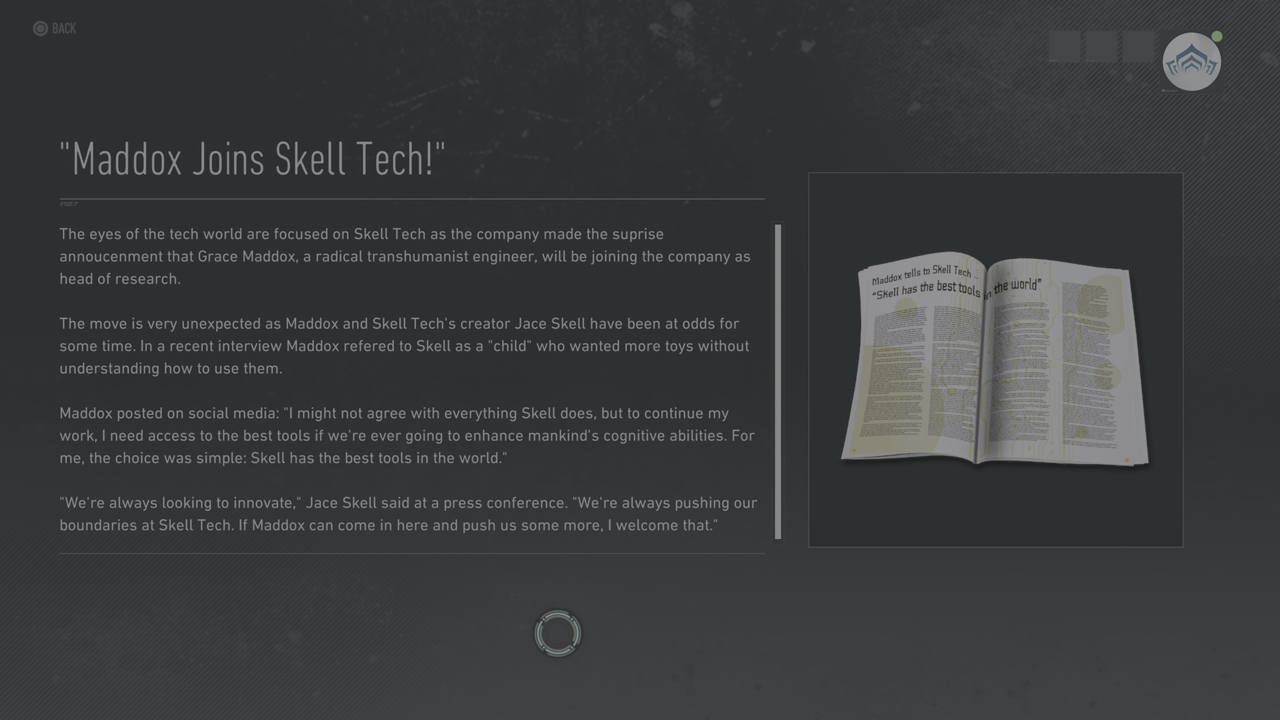 BACK
"Maddox Joins Skell Tech!"
The eyes of the tech world are focused on Skell Tech as the company made the suprise
annoucenment that Grace Maddox, a radical transhumanist engineer, will be joining the company as
head of research.
The move is very unexpected as Maddox and Skell Tech's creator Jace Skell have been at odds for
some time. In a recent interview Maddox refered to Skell as a "child" who wanted more toys without
understanding how to use them.
Maddox posted on social media: "I might not agree with everything Skell does, but to continue my
work, I need access to the best tools if we're ever going to enhance mankind's cognitive abilities. For
me, the choice was simple: Skell has the best tools in the world."
"We're always looking to innovate," Jace Skell said at a press conference. "We're always pushing our
boundaries at Skell Tech. If Maddox can come in here and push us some more, I welcome that."
Maddox tells to Skell Tech –
"Skell has the best tools in the world"